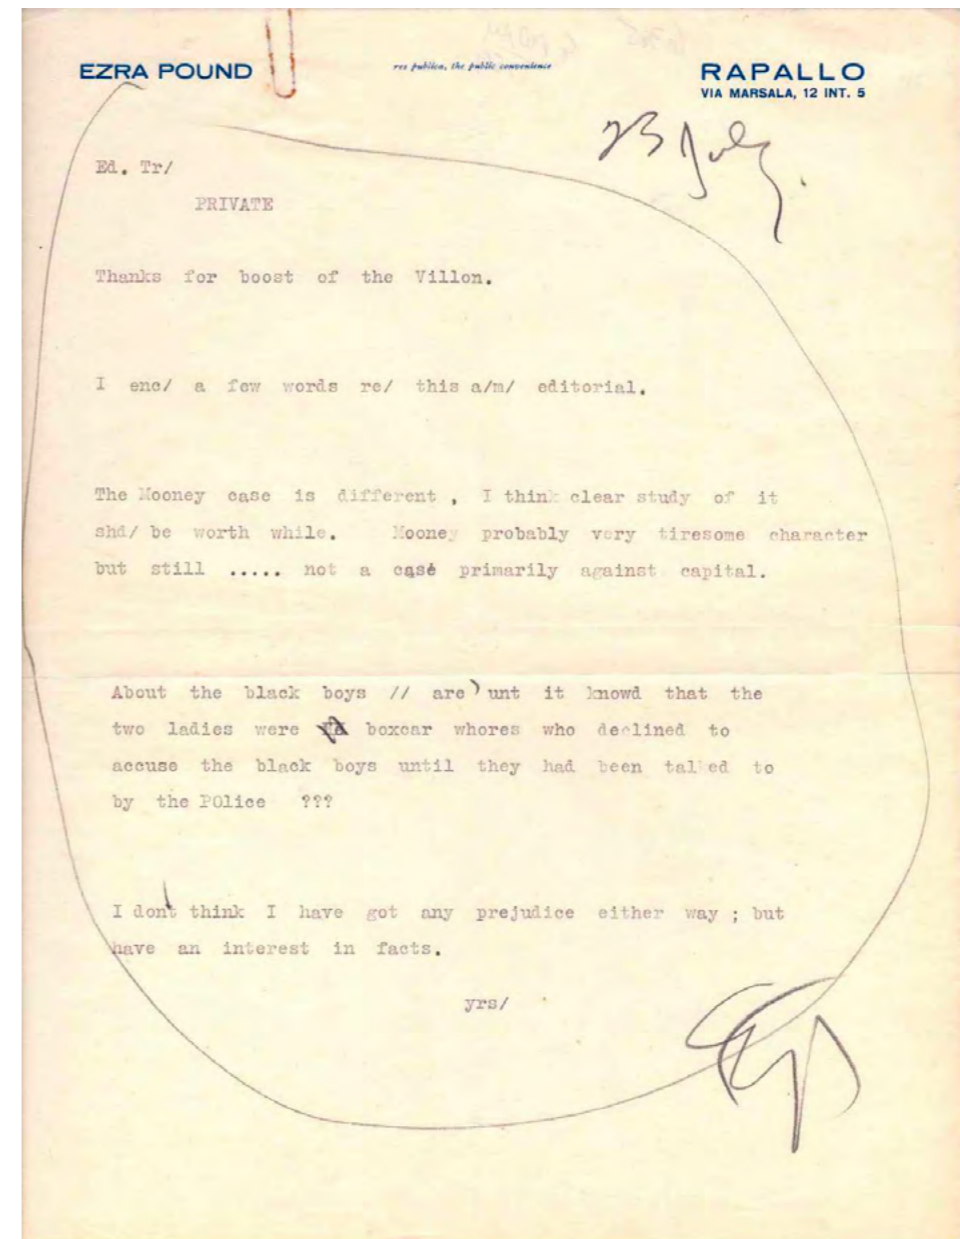 EZRA POUND
res publica, the public convenience
RAPALLO
VIA MARSALA, 12 INT. 5
23 July.
Ed. Tr/
PRIVATE
Thanks for boost of the Villon.
I enc/ a few words re/ this a/m/ editorial.
The Mooney case is different , I think clear study of it
shd/ be worth while. Mooney probably very tiresome character
but still ..... not a case primarily against capital.
About the black boys // are'unt it knowd that the
two ladies were boxcar whores who declined to
accuse the black boys until they had been talked to
by the POlice ???
I don't think I have got any prejudice either way ; but
have an interest in facts.
yrs/
EP